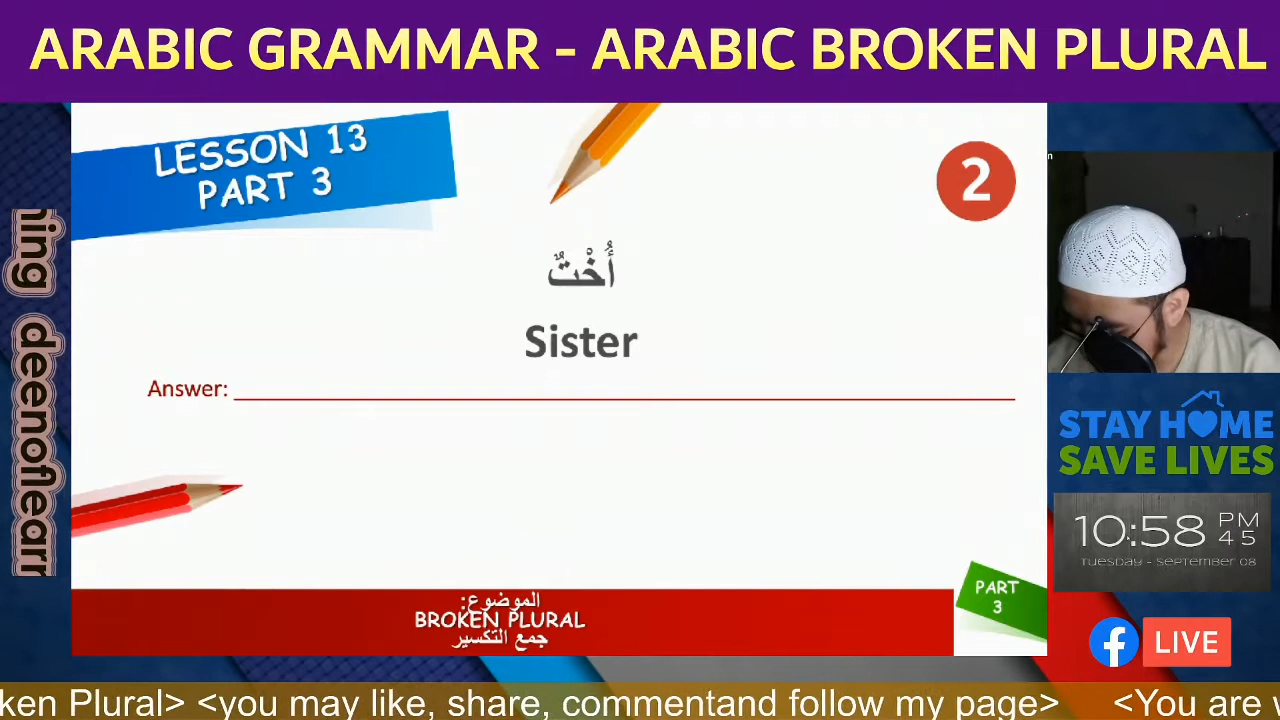 ARABIC GRAMMAR - ARABIC BROKEN PLURAL
LESSON 13
PART 3
2
أُخْتٌ
Sister
Answer:
PART
3
الموضوع:
BROKEN PLURAL
جمع التكسير
deenoflearn
STAY HOME
SAVE LIVES
10:58 PM
45
TUESDAY - SEPTEMBER 08
f LIVE
ken Plural> <you may like, share, commentand follow my page> <You are